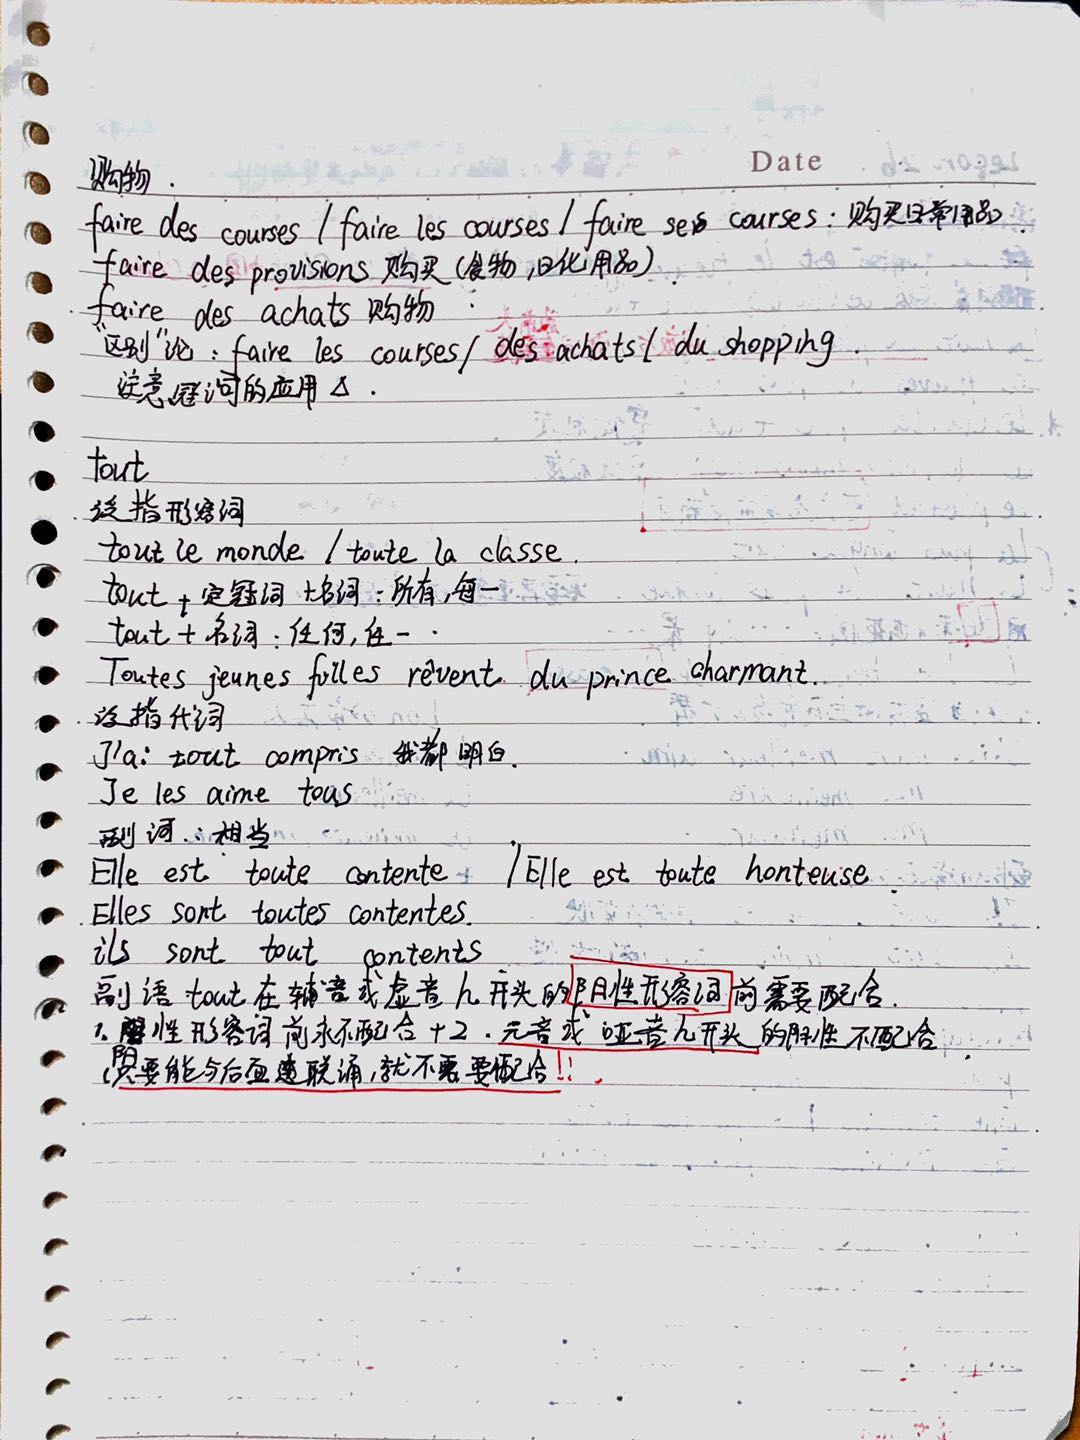 Date
购物.
faire des courses / faire les courses / faire ses courses : 购买日常用品
faire des provisions 购买(食物,日化用品)
faire des achats 购物
"区别"论 : faire les courses/ des achats/ du shopping.
注意冠词的应用 △.
tout
泛指形容词
tout le monde / toute la classe.
tout + 定冠词 + 名词 : 所有,每一
tout + 名词 : 任何,任一.
Toutes jeunes filles rêvent du prince charmant.
泛指代词
J'ai tout compris 我都明白.
Je les aime tous
副词 : 相当
Elle est toute contente / Elle est toute honteuse
Elles sont toutes contentes.
ils sont tout contents
副语 tout 在辅音或虚音 h 开头的阴性形容词前需要配合.
1. 阳性形容词前永不配合 + 2. 元音或哑音 h 开头的阴性不配合
只要能与后面连联诵,就不需要配合!!